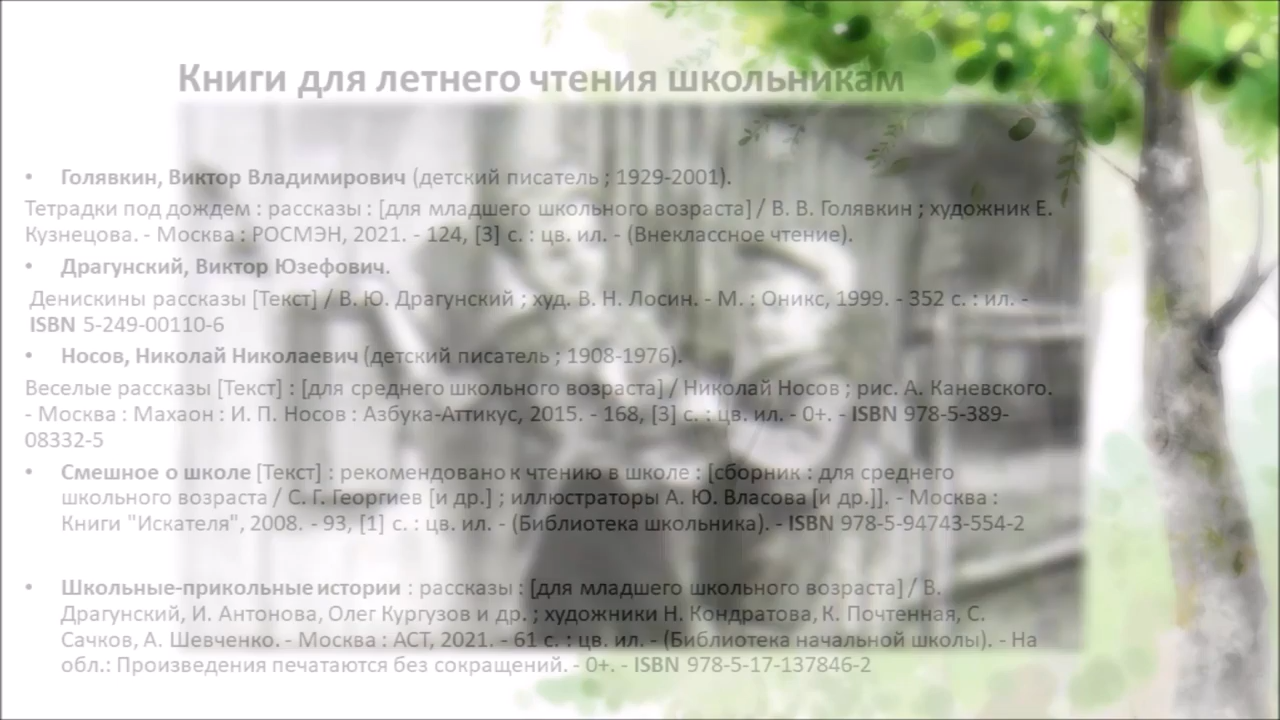 Книги для летнего чтения школьникам
• Голявкин, Виктор Владимирович (детский писатель ; 1929-2001).
Тетрадки под дождем : рассказы : [для младшего школьного возраста] / В. В. Голявкин ; художник Е.
Кузнецова. - Москва : РОСМЭН, 2021. - 124, [3] с. : цв. ил. - (Внеклассное чтение).
• Драгунский, Виктор Юзефович.
Денискины рассказы [Текст] / В. Ю. Драгунский ; худ. В. Н. Лосин. - М. : Оникс, 1999. - 352 с. : ил. -
ISBN 5-249-00110-6
• Носов, Николай Николаевич (детский писатель ; 1908-1976).
Веселые рассказы [Текст] : [для среднего школьного возраста] / Николай Носов ; рис. А. Каневского.
- Москва : Махаон : И. П. Носов : Азбука-Аттикус, 2015. - 168, [3] с. : цв. ил. - 0+. - ISBN 978-5-389-
08332-5
• Смешное о школе [Текст] : рекомендовано к чтению в школе : [сборник : для среднего
школьного возраста / С. Г. Георгиев [и др.] ; иллюстраторы А. Ю. Власова [и др.]]. - Москва :
Книги "Искателя", 2008. - 93, [1] с. : цв. ил. - (Библиотека школьника). - ISBN 978-5-94743-554-2
• Школьные-прикольные истории : рассказы : [для младшего школьного возраста] / В.
Драгунский, И. Антонова, Олег Кургузов и др. ; художники Н. Кондратова, К. Почтенная, С.
Сачков, А. Шевченко. - Москва : АСТ, 2021. - 61 с. : цв. ил. - (Библиотека начальной школы). - На
обл.: Произведения печатаются без сокращений. - 0+. - ISBN 978-5-17-137846-2